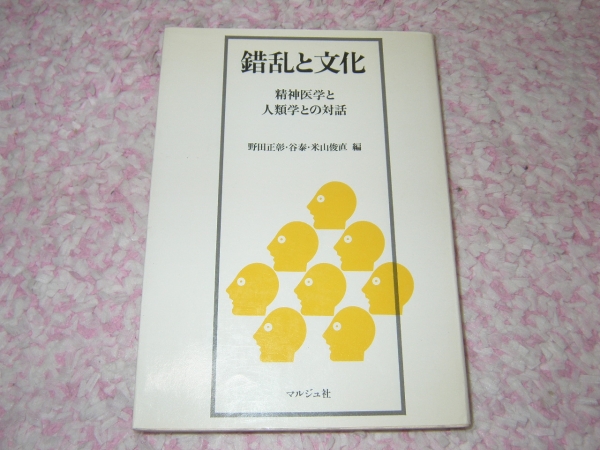 錯乱と文化
精神医学と
人類学との対話
野田正彰・谷泰・米山俊直 編
マルジュ社